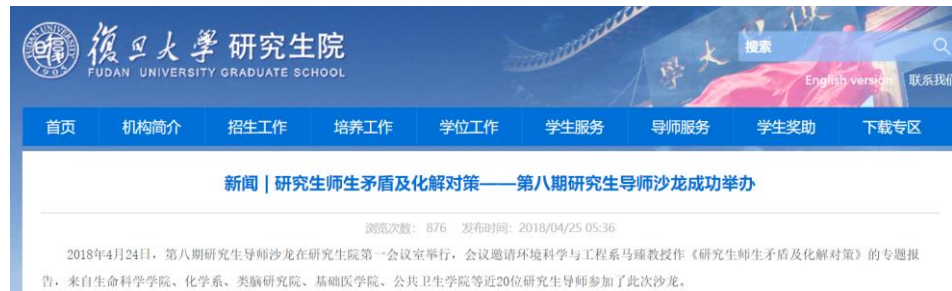 復旦大學 研究生院
FUDAN UNIVERSITY GRADUATE SCHOOL
1905
搜索
English version 联系我们
首页 机构简介 招生工作 培养工作 学位工作 学生服务 导师服务 学生奖助 下载专区
新闻 | 研究生师生矛盾及化解对策——第八期研究生导师沙龙成功举办
浏览次数： 876 发布时间：2018/04/25 05:36
2018年4月24日，第八期研究生导师沙龙在研究生院第一会议室举行，会议邀请环境科学与工程系马臻教授作《研究生师生矛盾及化解对策》的专题报
告，来自生命科学学院、化学系、类脑研究院、基础医学院、公共卫生学院等近20位研究生导师参加了此次沙龙。